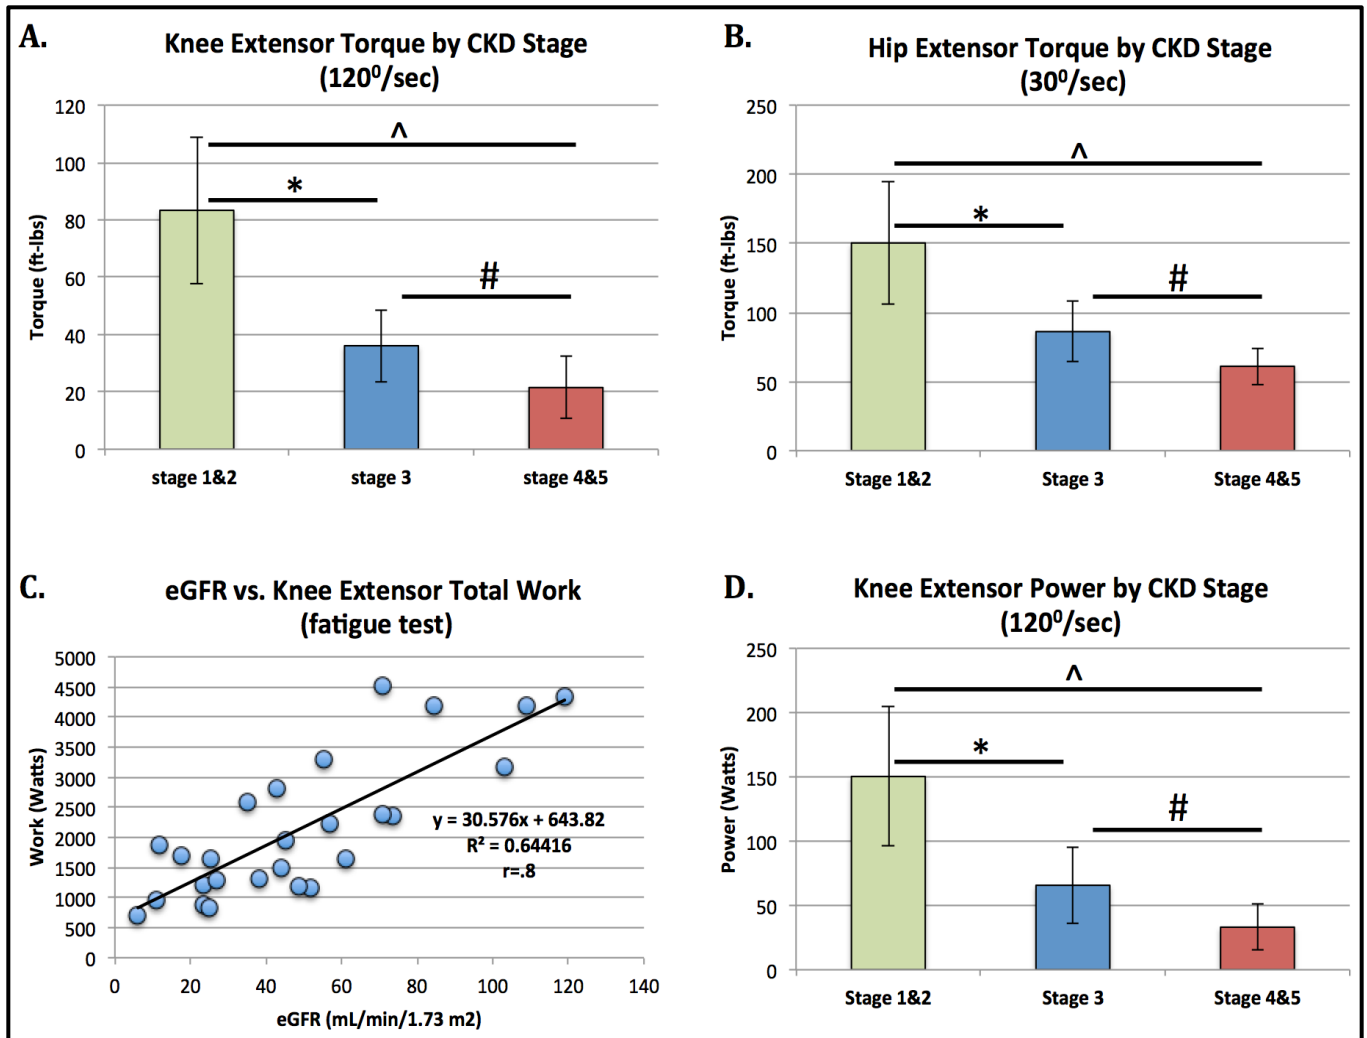 A.
Knee Extensor Torque by CKD Stage
(120⁰/sec)
Torque (ft-lbs)
120
100
80
60
40
20
0
^
*
#
stage 1&2 stage 3 stage 4&5
B.
Hip Extensor Torque by CKD Stage
(30⁰/sec)
Torque (ft-lbs)
250
200
150
100
50
0
^
*
#
Stage 1&2 Stage 3 Stage 4&5
C.
eGFR vs. Knee Extensor Total Work
(fatigue test)
Work (Watts)
5000
4500
4000
3500
3000
2500
2000
1500
1000
500
0
y = 30.576x + 643.82
R² = 0.64416
r=.8
0 20 40 60 80 100 120 140
eGFR (mL/min/1.73 m2)
D.
Knee Extensor Power by CKD Stage
(120⁰/sec)
Power (Watts)
250
200
150
100
50
0
^
*
#
Stage 1&2 Stage 3 Stage 4&5